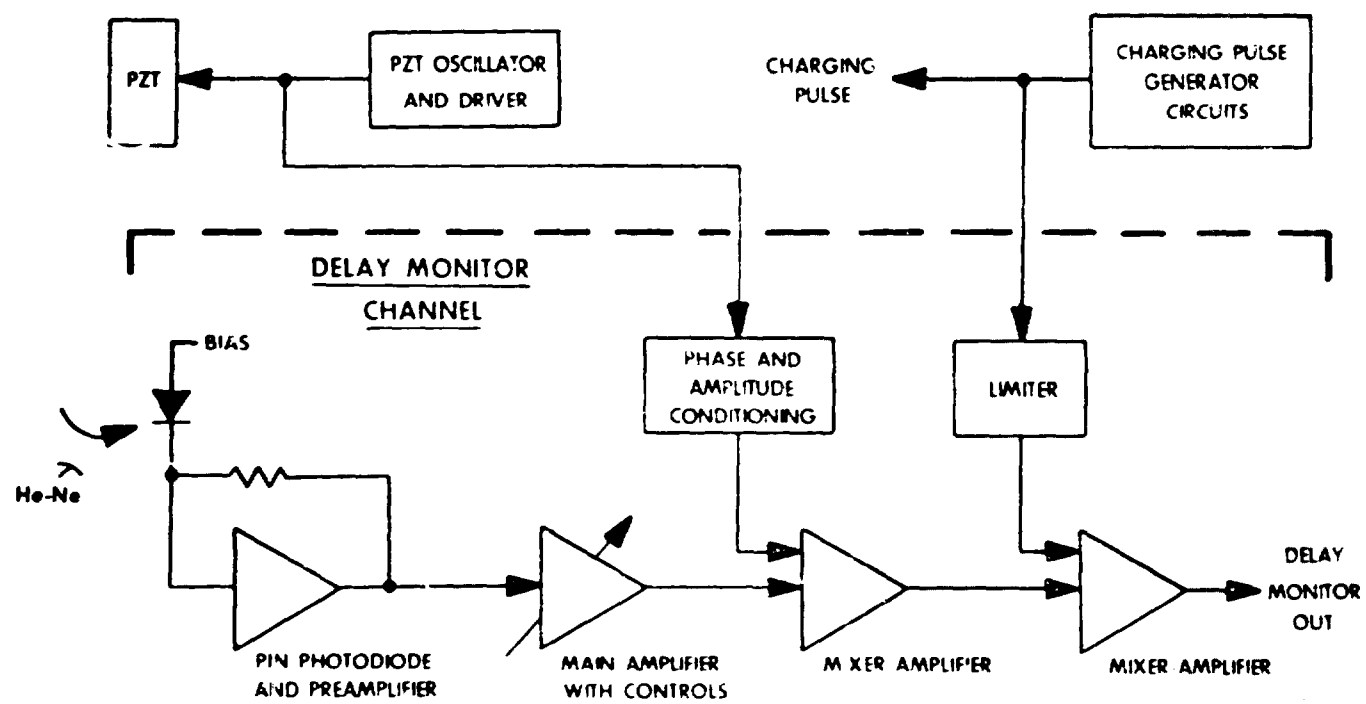 PZT
PZT OSCILLATOR
AND DRIVER
CHARGING
PULSE
CHARGING PULSE
GENERATOR
CIRCUITS
DELAY MONITOR
CHANNEL
BIAS
PHASE AND
AMPLITUDE
CONDITIONING
LIMITER
He-Ne
PIN PHOTODIODE
AND PREAMPLIFIER
MAIN AMPLIFIER
WITH CONTROLS
M XER AMPLIFIER
MIXER AMPLIFIER
DELAY
MONITOR
OUT